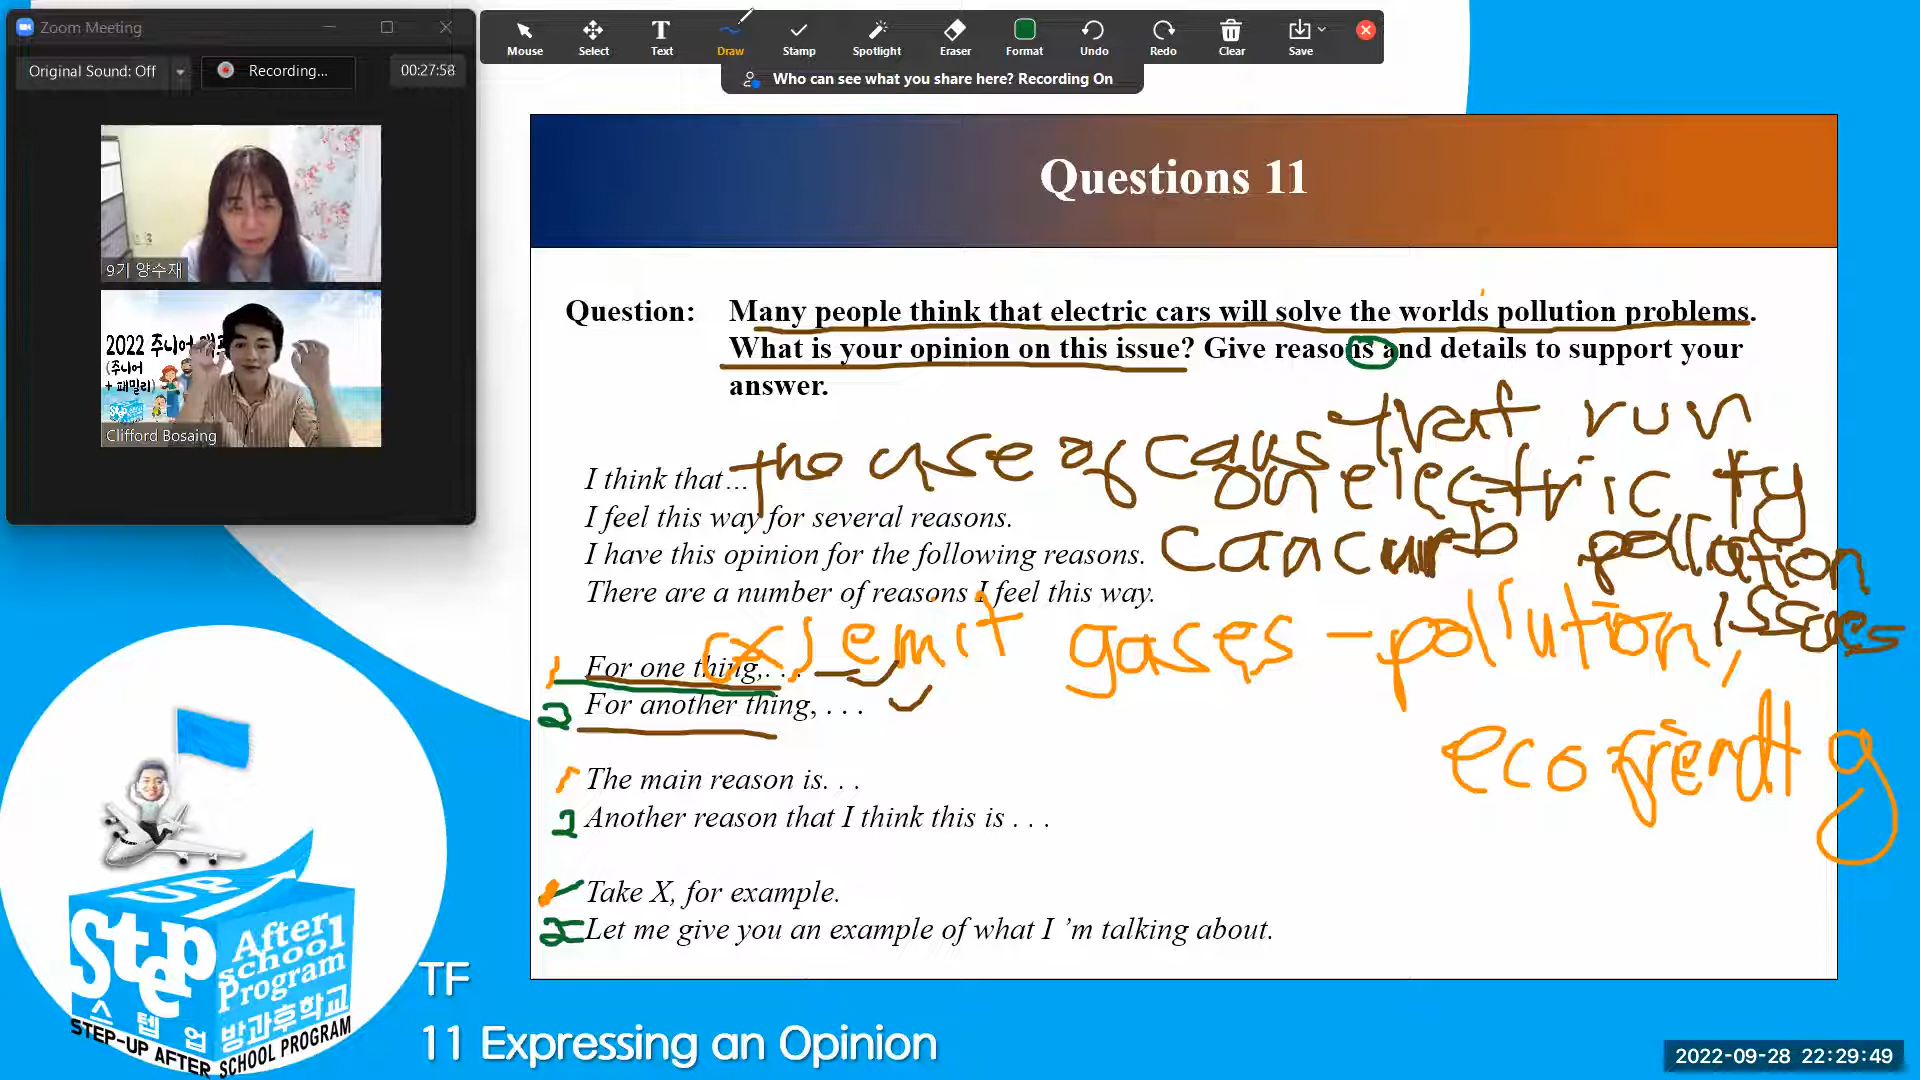 Zoom Meeting
Original Sound: Off
Recording...
00:27:58
Mouse Select Text Draw Stamp Spotlight Eraser Format Undo Redo Clear Save
Who can see what you share here? Recording On
9기 양수재
2022 주니어
(주니어
+ 패밀리)
Step
Clifford Bosaing
Questions 11
Question: Many people think that electric cars will solve the worlds pollution problems.
What is your opinion on this issue? Give reasons and details to support your
answer.
I think that... the use of cars that run
on electricity
I feel this way for several reasons.
I have this opinion for the following reasons. can curb pollution
issues
There are a number of reasons I feel this way.
(x) emit gases - pollution,
1 For one thing,. . .
2 For another thing, . . .
eco friendly
1 The main reason is. . .
2 Another reason that I think this is . . .
Take X, for example.
2 Let me give you an example of what I ’m talking about.
UP
Step
After
school
Program
스텝업
방과후학교
STEP-UP AFTER SCHOOL PROGRAM
TF
11 Expressing an Opinion
2022-09-28 22:29:49